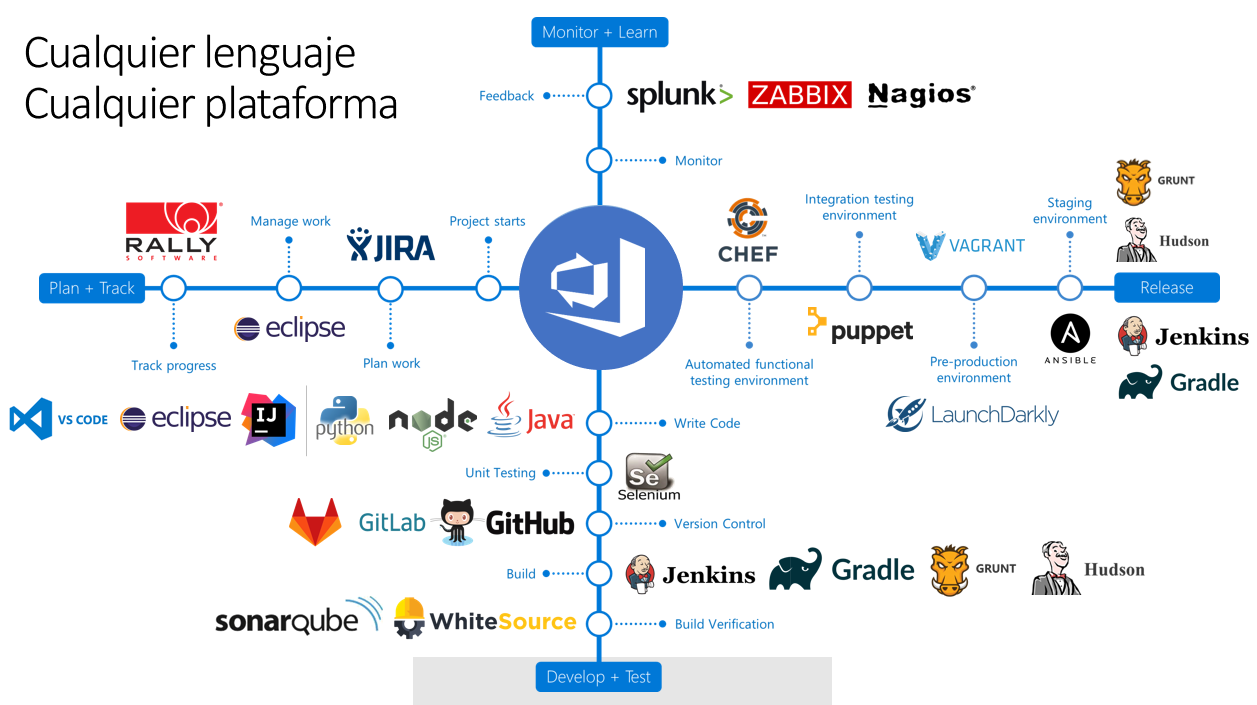 Cualquier lenguaje
Cualquier plataforma
Monitor + Learn
Feedback
splunk>
ZABBIX
Nagios®
Monitor
RALLY
SOFTWARE
Manage work
JIRA
Project starts
CHEF
Integration testing
environment
VAGRANT
Staging
environment
GRUNT
Hudson
Plan + Track
Release
eclipse
puppet
ANSIBLE
Jenkins
Track progress
Plan work
Automated functional
testing environment
Pre-production
environment
Gradle
VS CODE
eclipse
IJ
python
node
JS
Java
Write Code
LaunchDarkly
Unit Testing
Se
Selenium
GitLab
GitHub
Version Control
Build
Jenkins
Gradle
GRUNT
Hudson
sonarqube
WhiteSource
Build Verification
Develop + Test